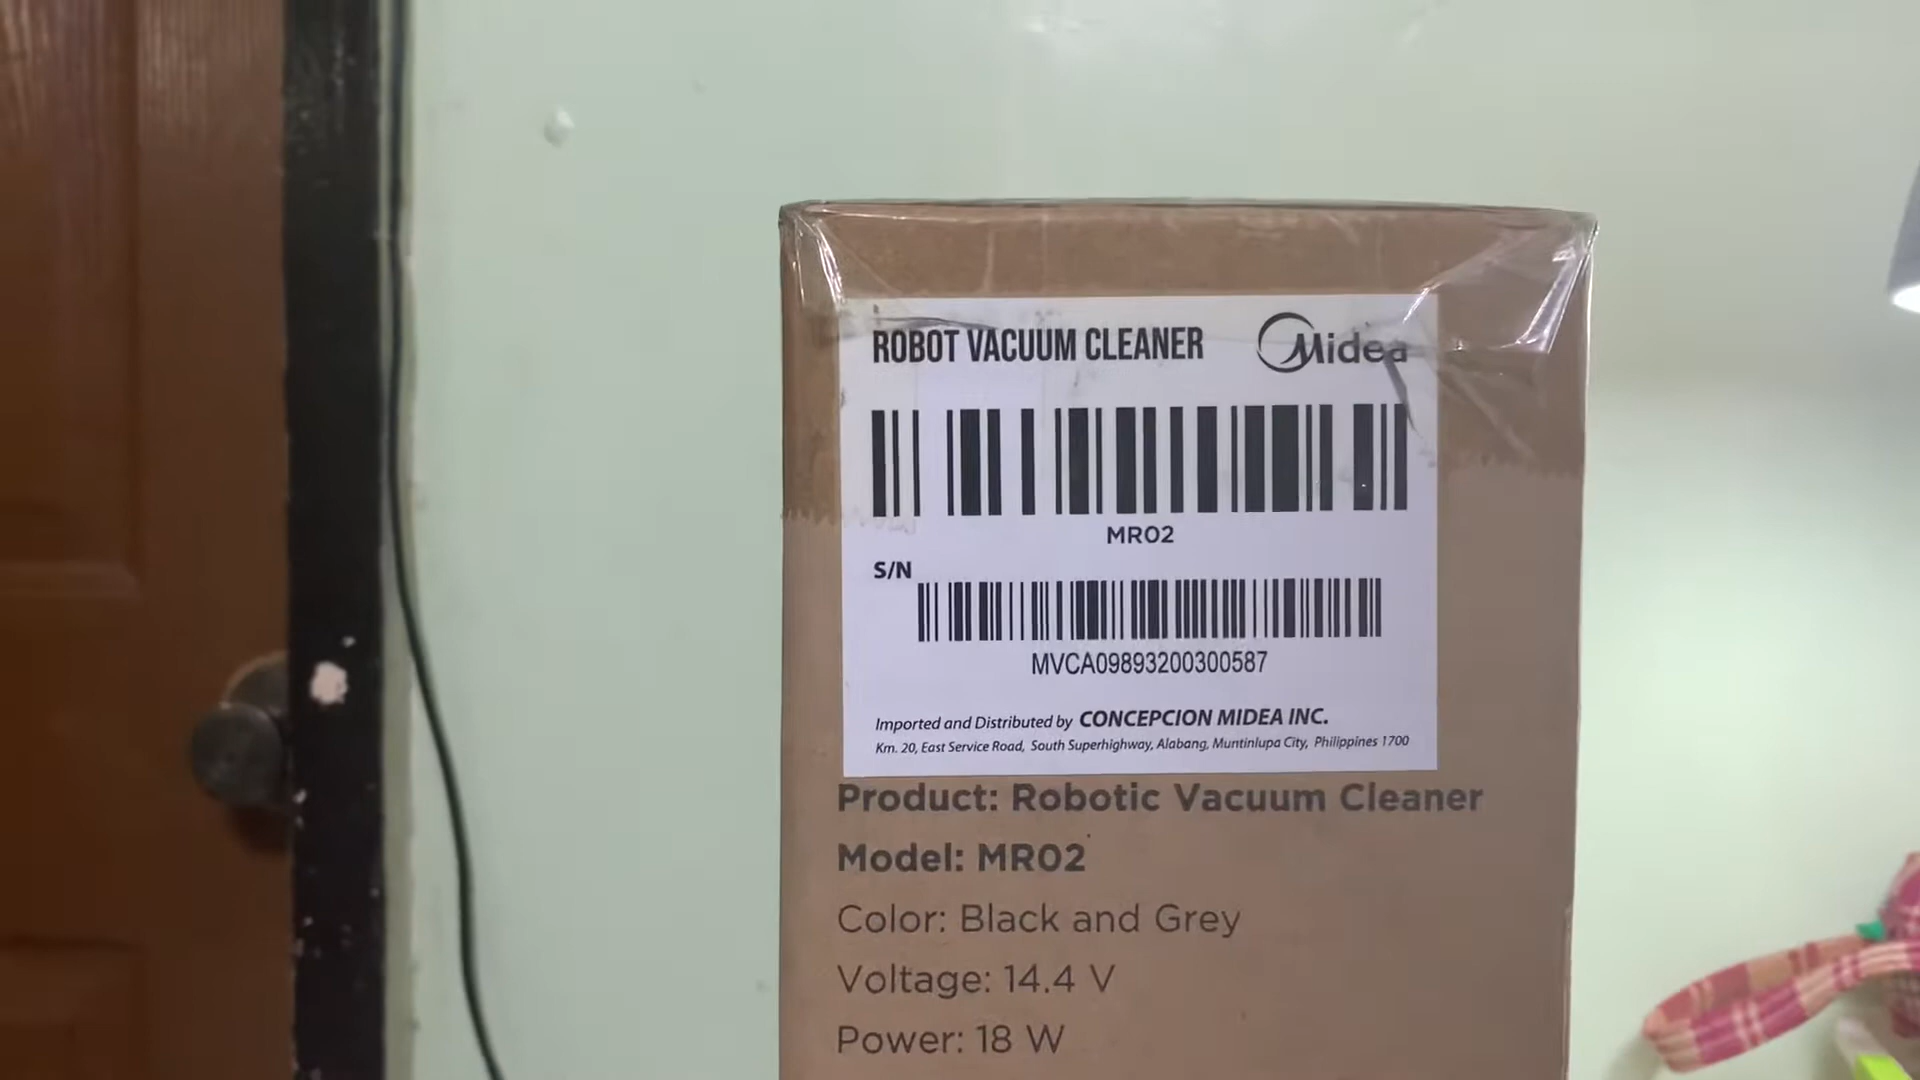 ROBOT VACUUM CLEANER Midea
MR02
S/N
MVCA09893200300587
Imported and Distributed by CONCEPCION MIDEA INC.
Km. 20, East Service Road, South Superhighway, Alabang, Muntinlupa City, Philippines 1700
Product: Robotic Vacuum Cleaner
Model: MR02
Color: Black and Grey
Voltage: 14.4 V
Power: 18 W